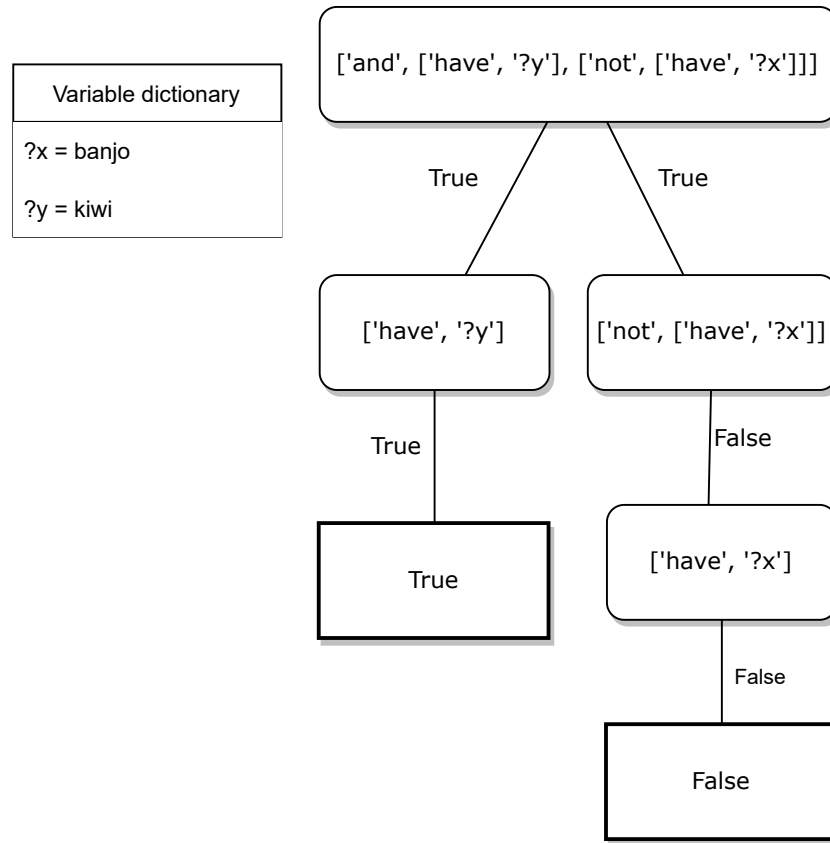 ['and', ['have', '?y'], ['not', ['have', '?x']]]
Variable dictionary
?x = banjo
?y = kiwi
True
True
['have', '?y']
['not', ['have', '?x']]
True
False
['have', '?x']
True
False
False